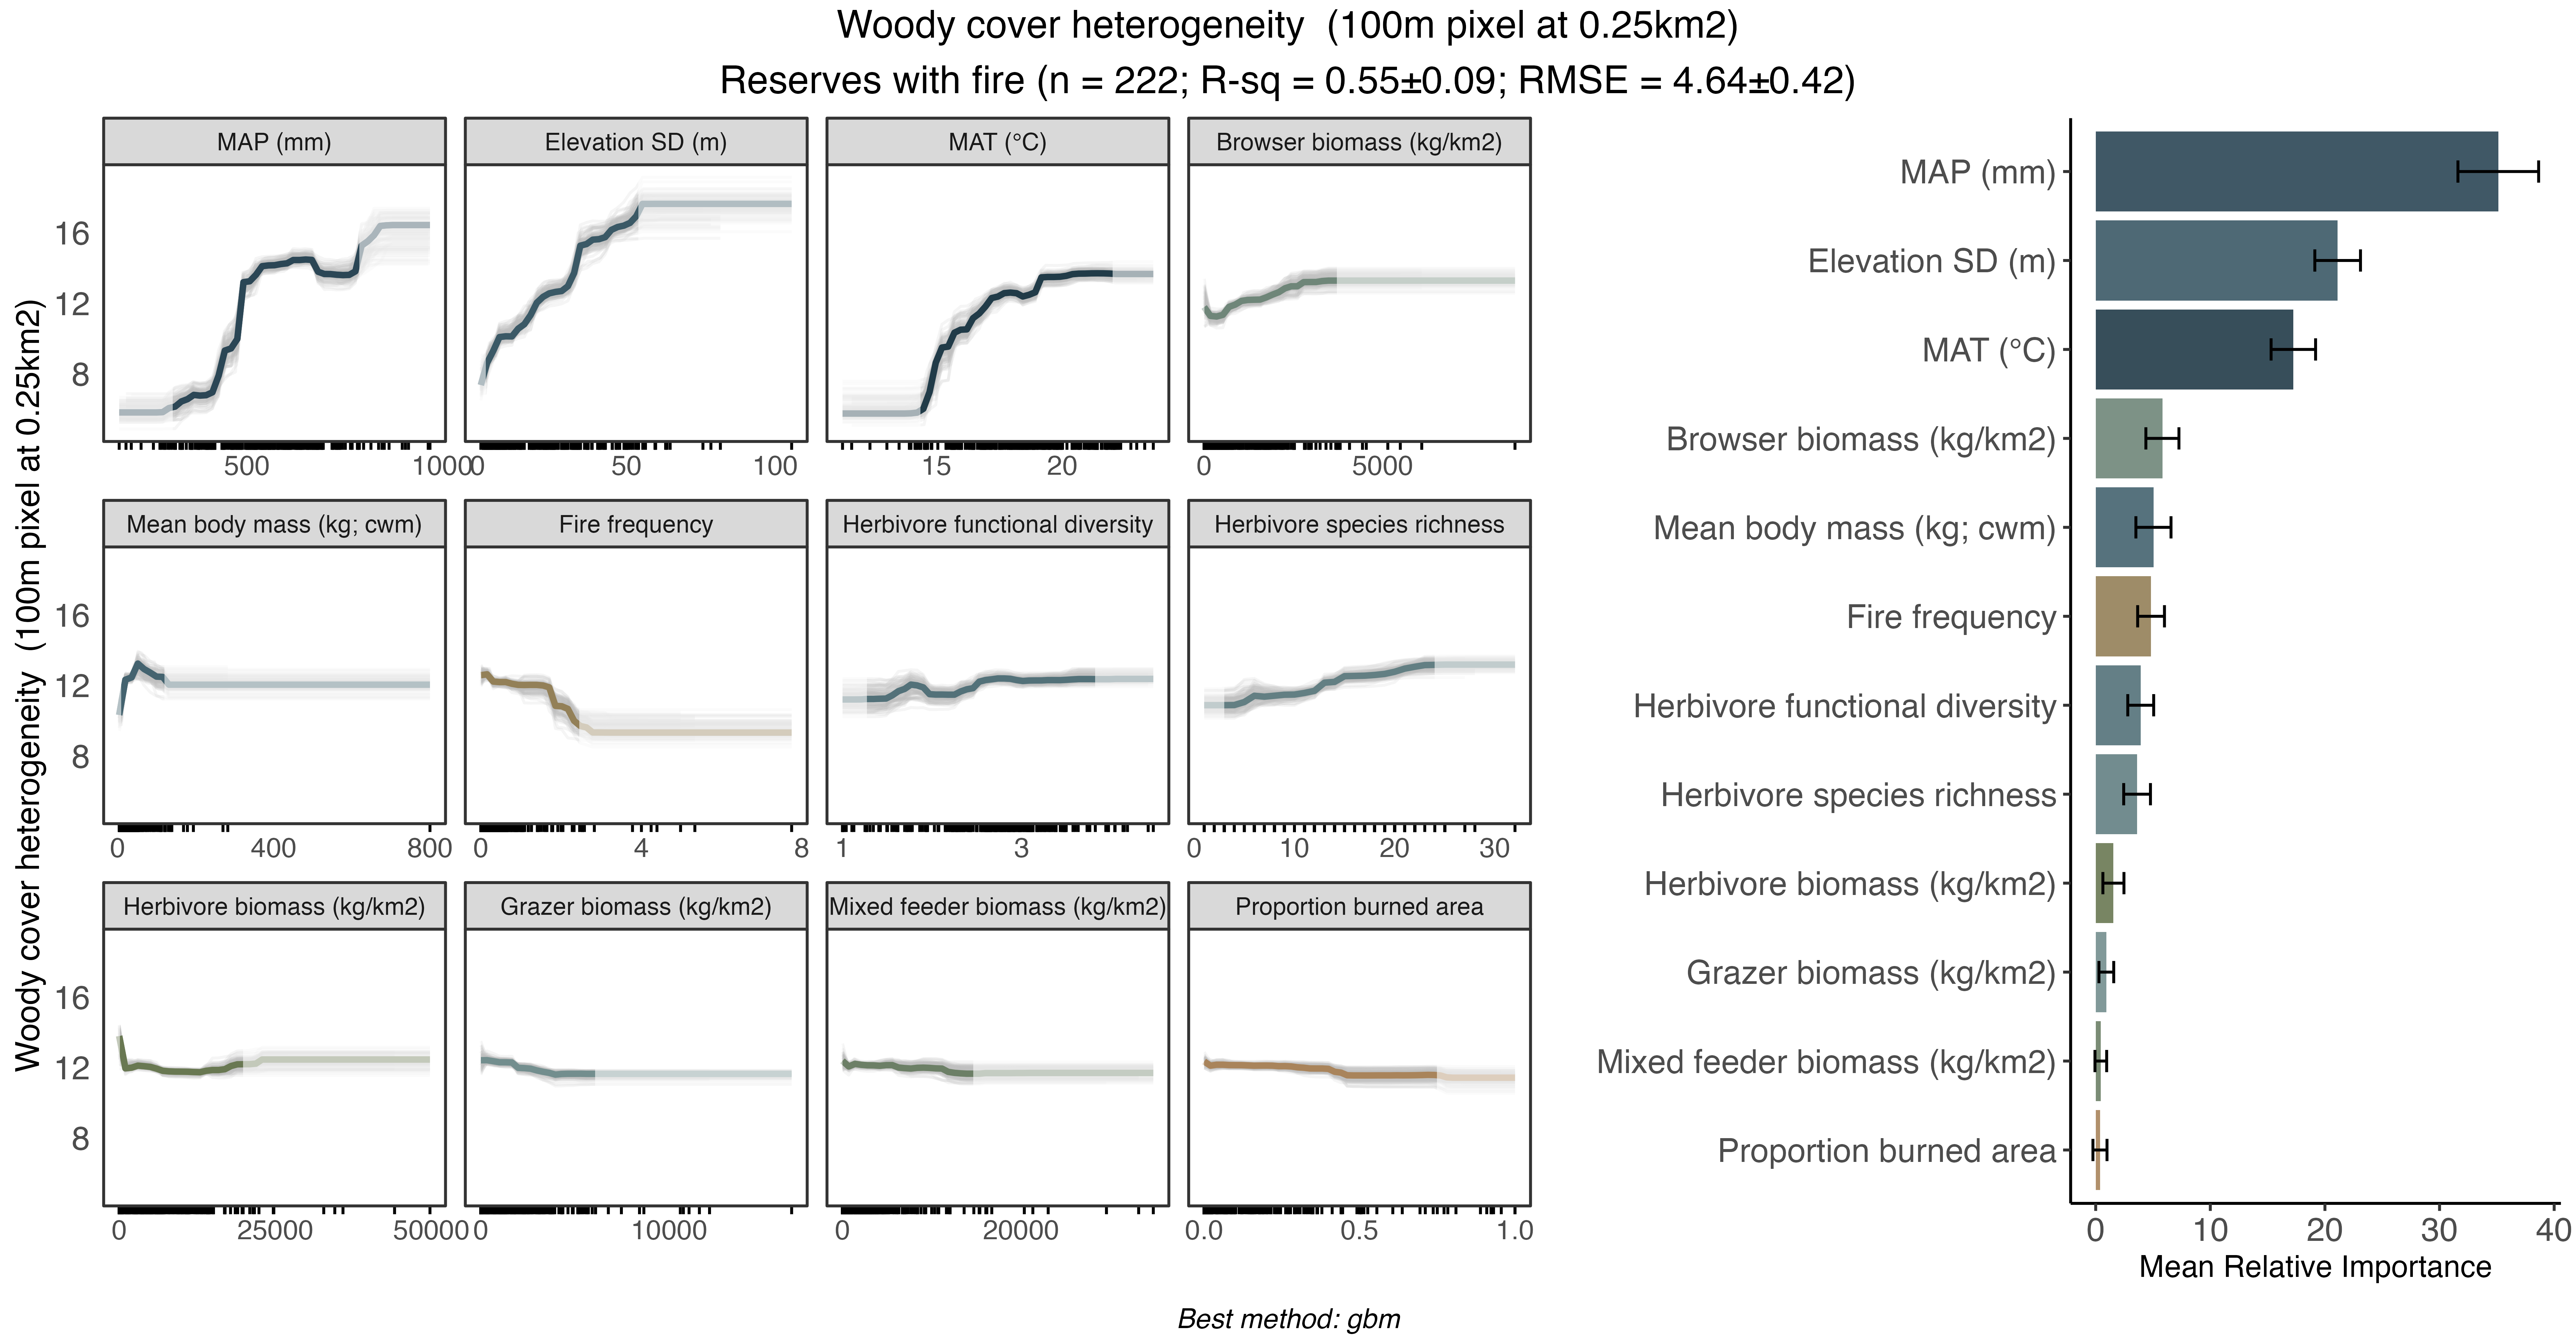 Woody cover heterogeneity  (100m pixel at 0.25km2)
Reserves with fire (n = 222; R-sq = 0.55±0.09; RMSE = 4.64±0.42)
Woody cover heterogeneity  (100m pixel at 0.25km2)
MAP (mm)
Elevation SD (m)
MAT (°C)
Browser biomass (kg/km2)
16
12
8
500 1000
0 50 100
15 20
0 5000
Mean body mass (kg; cwm)
Fire frequency
Herbivore functional diversity
Herbivore species richness
16
12
8
0 400 800
0 4 8
1 3
0 10 20 30
Herbivore biomass (kg/km2)
Grazer biomass (kg/km2)
Mixed feeder biomass (kg/km2)
Proportion burned area
16
12
8
0 25000 50000
0 10000
0 20000
0.0 0.5 1.0
MAP (mm)
Elevation SD (m)
MAT (°C)
Browser biomass (kg/km2)
Mean body mass (kg; cwm)
Fire frequency
Herbivore functional diversity
Herbivore species richness
Herbivore biomass (kg/km2)
Grazer biomass (kg/km2)
Mixed feeder biomass (kg/km2)
Proportion burned area
0 10 20 30 40
Mean Relative Importance
Best method: gbm